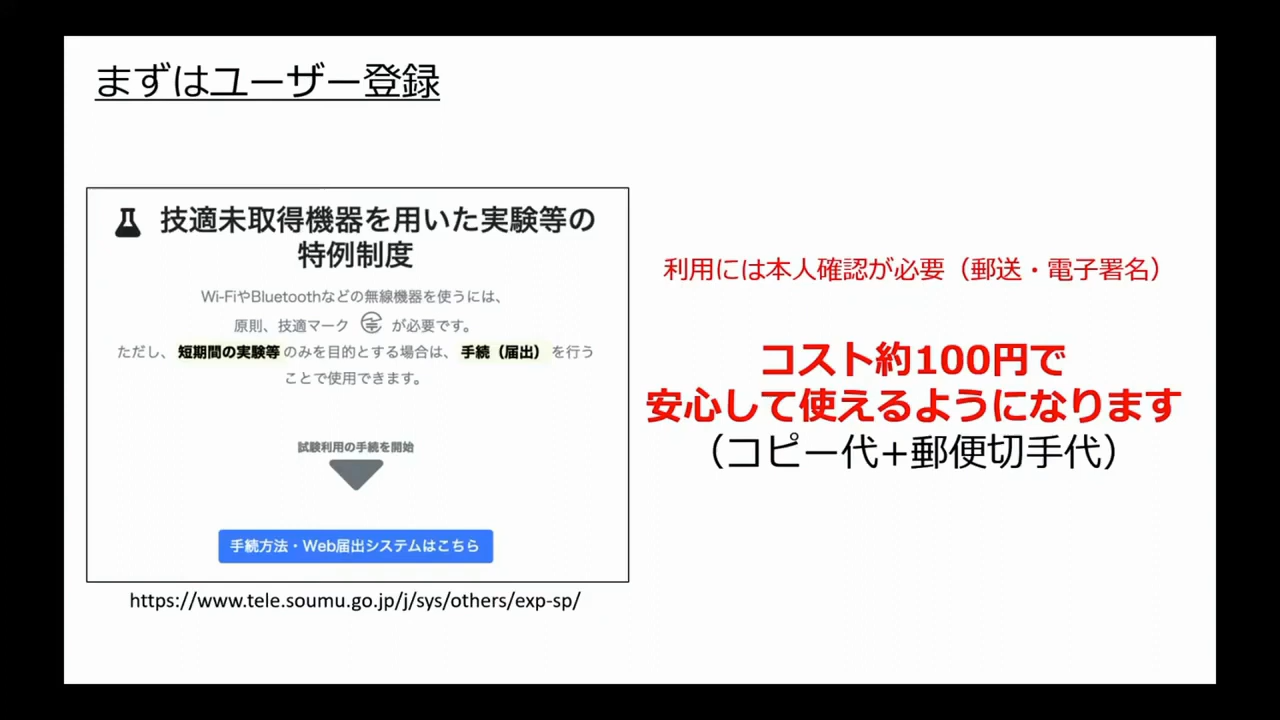 まずはユーザー登録
技適未取得機器を用いた実験等の
特例制度
Wi-FiやBluetoothなどの無線機器を使うには、
原則、技適マーク が必要です。
ただし、短期間の実験等のみを目的とする場合は、手続（届出）を行う
ことで使用できます。
試験利用の手続を開始
手続方法・Web届出システムはこちら
https://www.tele.soumu.go.jp/j/sys/others/exp-sp/
利用には本人確認が必要（郵送・電子署名）
コスト約100円で
安心して使えるようになります
（コピー代+郵便切手代）